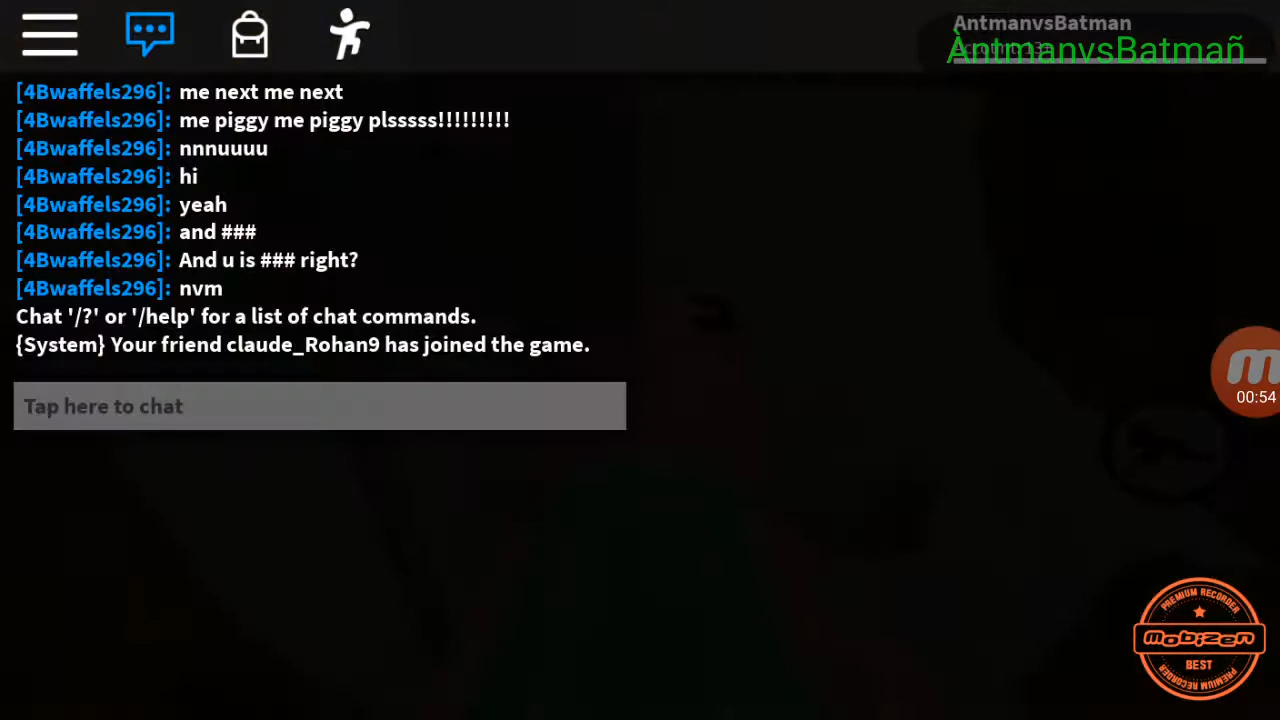 AntmanvsBatman
ÀntmanvsBatmañ
[4Bwaffels296]: me next me next
[4Bwaffels296]: me piggy me piggy plsssss!!!!!!!!!
[4Bwaffels296]: nnnuuuu
[4Bwaffels296]: hi
[4Bwaffels296]: yeah
[4Bwaffels296]: and ###
[4Bwaffels296]: And u is ### right?
[4Bwaffels296]: nvm
Chat '/?' or '/help' for a list of chat commands.
{System} Your friend claude_Rohan9 has joined the game.
00:54
Tap here to chat
PREMIUM RECORDER
mobizen
BEST
PREMIUM RECORDER